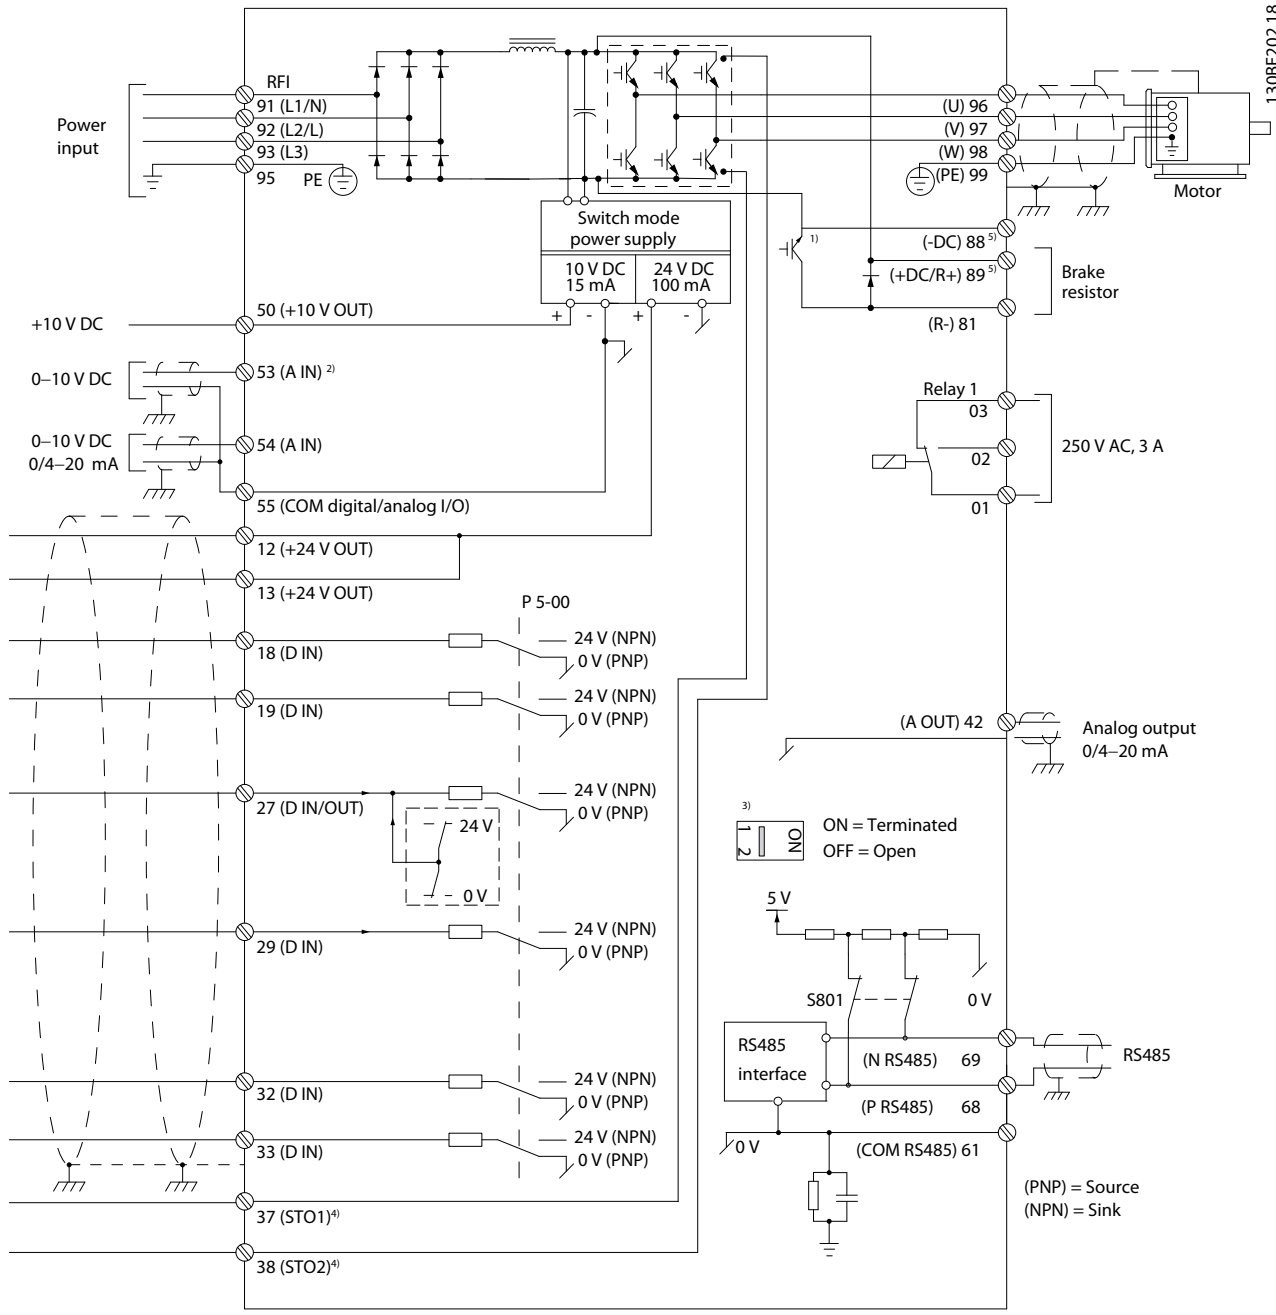 130BF202.18
RFI
91 (L1/N)
92 (L2/L)
93 (L3)
95
PE
Power
input
(U) 96
(V) 97
(W) 98
(PE) 99
Motor
Switch mode
power supply
10 V DC
15 mA
24 V DC
100 mA
+ - + -
1)
(-DC) 88 5)
(+DC/R+) 89 5)
(R-) 81
Brake
resistor
+10 V DC
50 (+10 V OUT)
0–10 V DC
53 (A IN) 2)
0–10 V DC
0/4–20 mA
54 (A IN)
55 (COM digital/analog I/O)
12 (+24 V OUT)
13 (+24 V OUT)
Relay 1
03
02
01
250 V AC, 3 A
P 5-00
18 (D IN)
24 V (NPN)
0 V (PNP)
19 (D IN)
24 V (NPN)
0 V (PNP)
27 (D IN/OUT)
24 V (NPN)
0 V (PNP)
24 V
0 V
29 (D IN)
24 V (NPN)
0 V (PNP)
32 (D IN)
24 V (NPN)
0 V (PNP)
33 (D IN)
24 V (NPN)
0 V (PNP)
37 (STO1)4)
38 (STO2)4)
(A OUT) 42
Analog output
0/4–20 mA
3)
1 2
ON
ON = Terminated
OFF = Open
5 V
S801
0 V
RS485
interface
(N RS485) 69
(P RS485) 68
RS485
0 V
(COM RS485) 61
(PNP) = Source
(NPN) = Sink